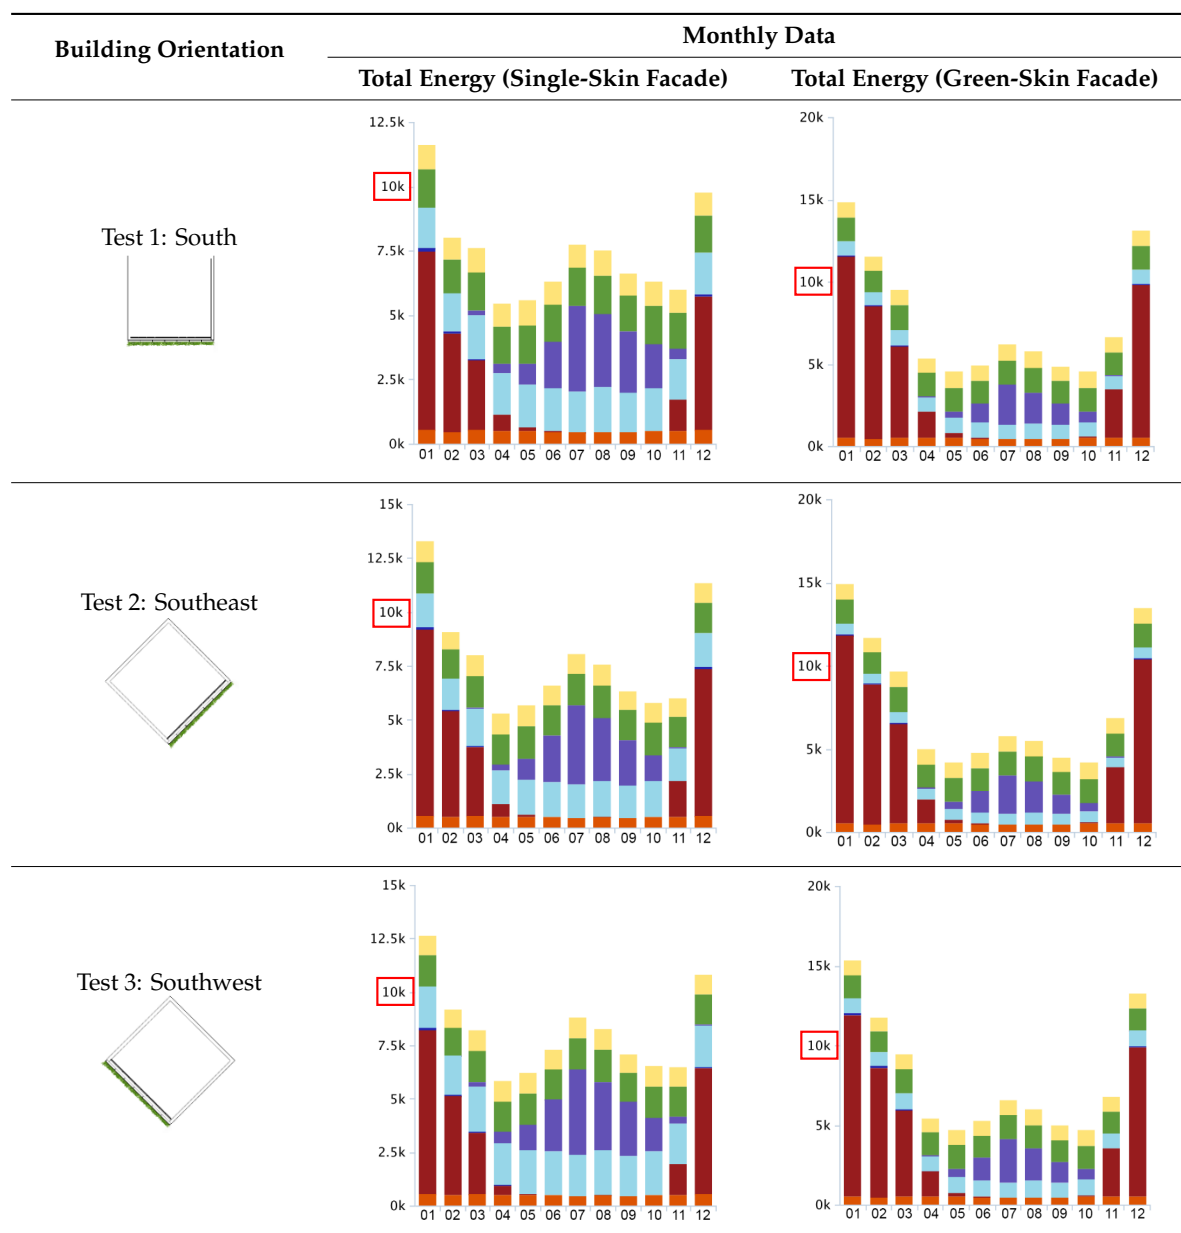 Building Orientation
Monthly Data
Total Energy (Single-Skin Facade)
Total Energy (Green-Skin Facade)
Test 1: South
12.5k
10k
7.5k
5k
2.5k
0k
01 02 03 04 05 06 07 08 09 10 11 12
20k
15k
10k
5k
0k
01 02 03 04 05 06 07 08 09 10 11 12
Test 2: Southeast
15k
12.5k
10k
7.5k
5k
2.5k
0k
01 02 03 04 05 06 07 08 09 10 11 12
20k
15k
10k
5k
0k
01 02 03 04 05 06 07 08 09 10 11 12
Test 3: Southwest
15k
12.5k
10k
7.5k
5k
2.5k
0k
01 02 03 04 05 06 07 08 09 10 11 12
20k
15k
10k
5k
0k
01 02 03 04 05 06 07 08 09 10 11 12